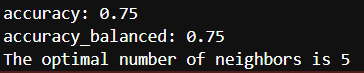 accuracy: 0.75
accuracy_balanced: 0.75
The optimal number of neighbors is 5